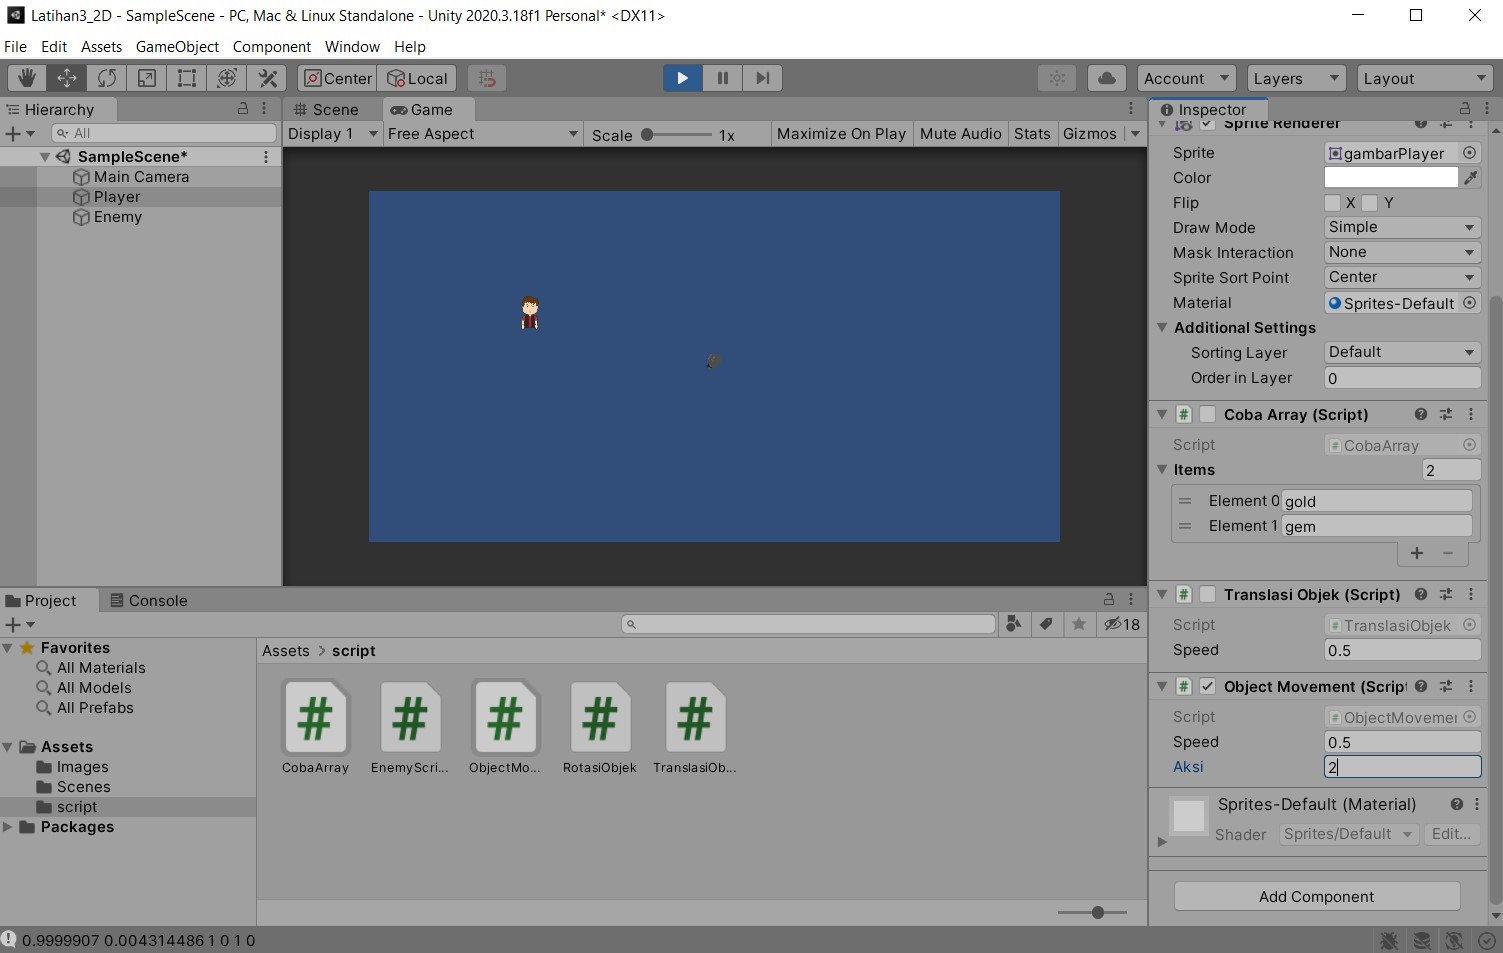 Latihan3_2D - SampleScene - PC, Mac & Linux Standalone - Unity 2020.3.18f1 Personal* <DX11>
File Edit Assets GameObject Component Window Help
Center Local Account Layers Layout
Hierarchy
All
SampleScene*
Main Camera
Player
Enemy
Scene Game
Display 1 Free Aspect Scale 1x Maximize On Play Mute Audio Stats Gizmos
Inspector
Sprite Renderer
Sprite gambarPlayer
Color
Flip X Y
Draw Mode Simple
Mask Interaction None
Sprite Sort Point Center
Material Sprites-Default
Additional Settings
Sorting Layer Default
Order in Layer 0
# Coba Array (Script)
Script # CobaArray
Items 2
Element 0 gold
Element 1 gem
+ −
# Translasi Objek (Script)
Script # TranslasiObjek
Speed 0.5
# Object Movement (Script
Script # ObjectMovemer
Speed 0.5
Aksi 2
Sprites-Default (Material)
Shader Sprites/Default Edit...
Add Component
Project Console
18
Favorites
All Materials
All Models
All Prefabs
Assets
Images
Scenes
script
Packages
Assets > script
# # # # #
CobaArray EnemyScri... ObjectMo... RotasiObjek TranslasiOb...
0.9999907 0.004314486 1 0 1 0